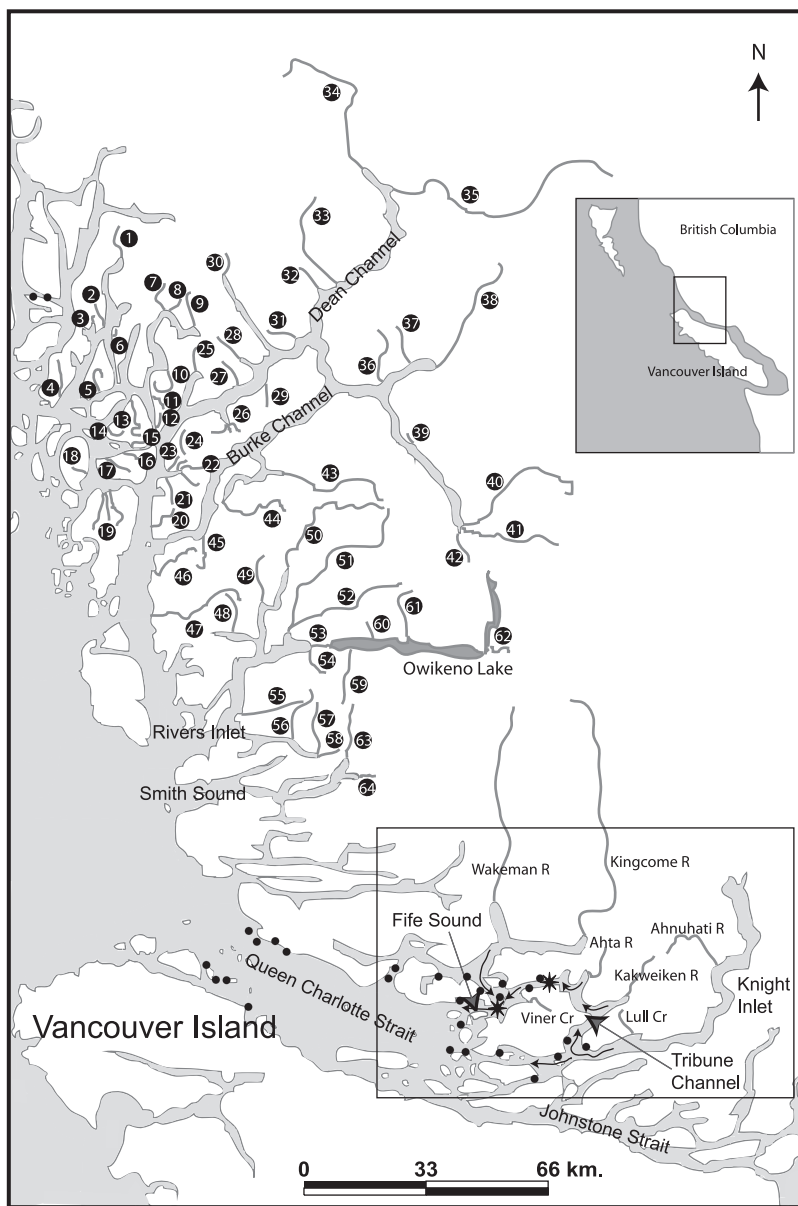 N
34
35
33
1
30
32
Dean Channel
British Columbia
7
8
2
9
38
3
31
37
28
6
25
36
Vancouver Island
10
27
4
5
29
11
26
12
13
14
Burke Channel
39
15
24
23
18
16
22
17
43
40
21
44
20
19
50
41
45
42
51
49
46
52
48
61
47
60
53
62
54
Owikeno Lake
59
55
57
56
Rivers Inlet
58
63
64
Smith Sound
Wakeman R
Kingcome R
Fife Sound
Ahta R
Ahnuhati R
Kakweiken R
Queen Charlotte Strait
Knight
Inlet
Viner Cr
Lull Cr
Vancouver Island
Tribune
Channel
Johnstone Strait
0
33
66 km.